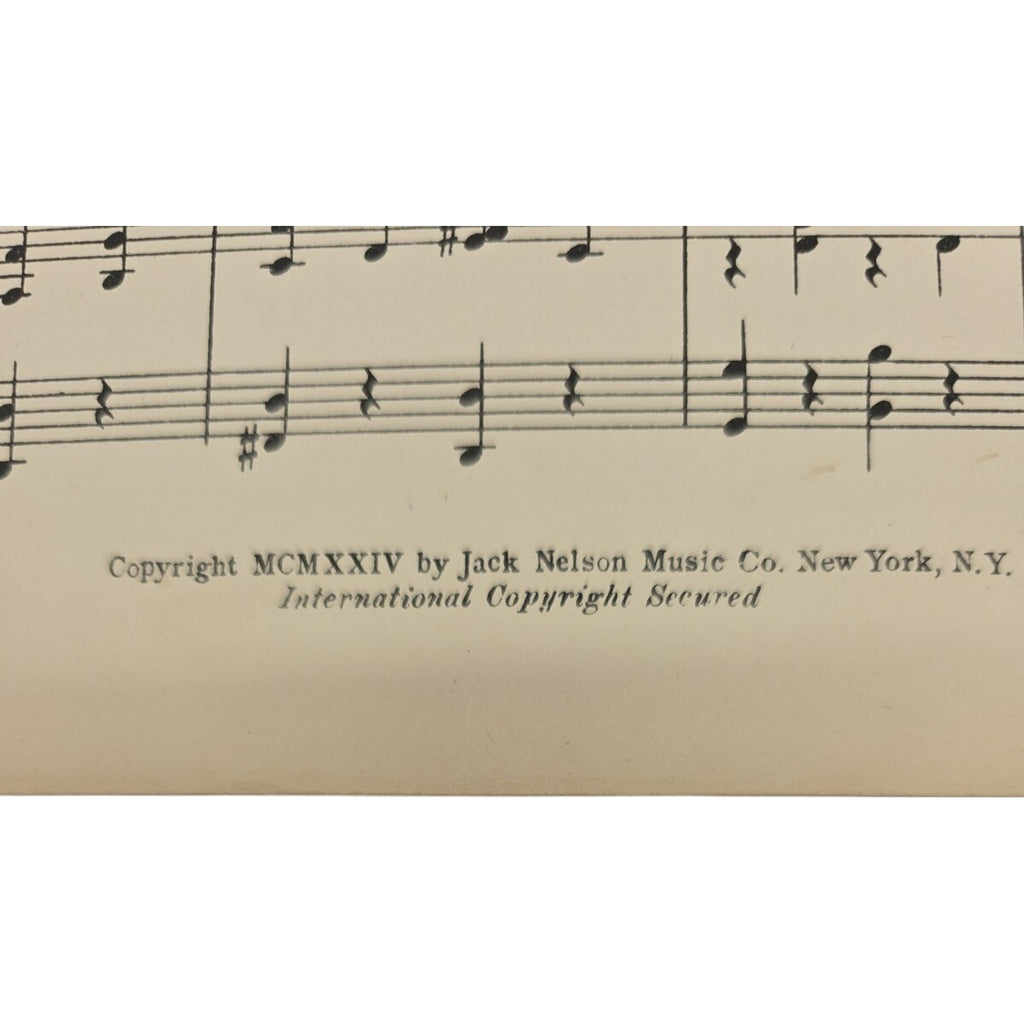 Copyright MCMXXIV by Jack Nelson Music Co. New York, N.Y.
International Copyright Secured